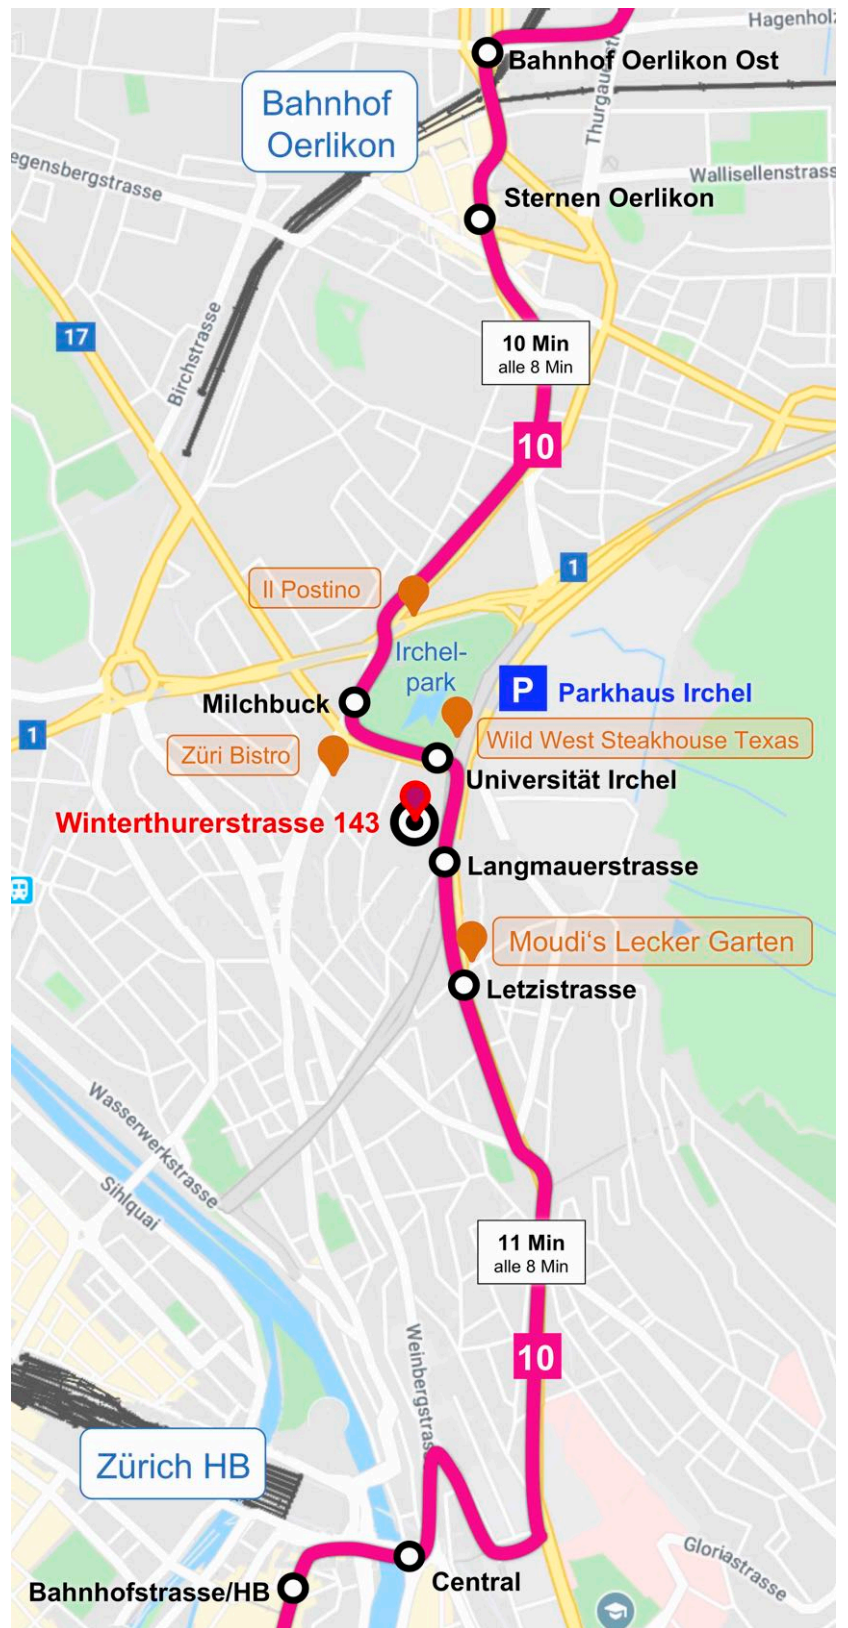 Hagenholz
Bahnhof Oerlikon Ost
Bahnhof
Oerlikon
Thurgauerstr
egensbergstrasse
Wallisellenstrass
Sternen Oerlikon
17
Birchstrasse
10 Min
alle 8 Min
10
1
Il Postino
Irchel-
park
P Parkhaus Irchel
Milchbuck
1
Wild West Steakhouse Texas
Züri Bistro
Universität Irchel
Winterthurerstrasse 143
Langmauerstrasse
Moudi's Lecker Garten
Letzistrasse
Wasserwerkstrasse
Sihlquai
11 Min
alle 8 Min
Weinbergstrasse
10
Zürich HB
Gloriastrasse
Central
Bahnhofstrasse/HB